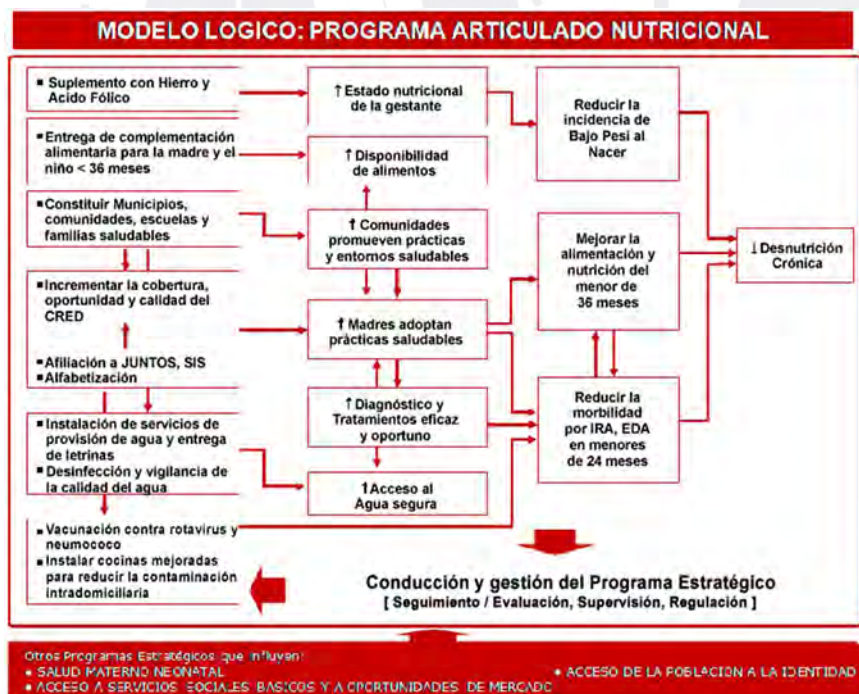 MODELO LOGICO: PROGRAMA ARTICULADO NUTRICIONAL
▪ Suplemento con Hierro y
Acido Fólico
▪ Entrega de complementación
alimentaria para la madre y el
niño < 36 meses
▪ Constituir Municipios,
comunidades, escuelas y
familias saludables
▪ Incrementar la cobertura,
oportunidad y calidad del
CRED
▪ Afiliación a JUNTOS, SIS
▪ Alfabetización
▪ Instalación de servicios de
provisión de agua y entrega de
letrinas
▪ Desinfección y vigilancia de
la calidad del agua
▪ Vacunación contra rotavirus y
neumococo
▪ Instalar cocinas mejoradas
para reducir la contaminación
intradomiciliaria
↑ Estado nutricional
de la gestante
↑ Disponibilidad
de alimentos
↑ Comunidades
promueven prácticas
y entornos saludables
↑ Madres adoptan
prácticas saludables
↑ Diagnóstico y
Tratamientos eficaz
y oportuno
↑ Acceso al
Agua segura
Reducir la
incidencia de
Bajo Pesi al
Nacer
Mejorar la
alimentación y
nutrición del
menor de
36 meses
Reducir la
morbilidad
por IRA, EDA
en menores
de 24 meses
↓ Desnutrición
Crónica
Conducción y gestión del Programa Estratégico
[ Seguimiento / Evaluación, Supervisión, Regulación ]
Otros Programas Estratégicos que influyen:
• SALUD MATERNO NEONATAL
• ACCESO A SERVICIOS SOCIALES BASICOS Y A OPORTUNIDADES DE MERCADO
• ACCESO DE LA POBLACION A LA IDENTIDAD